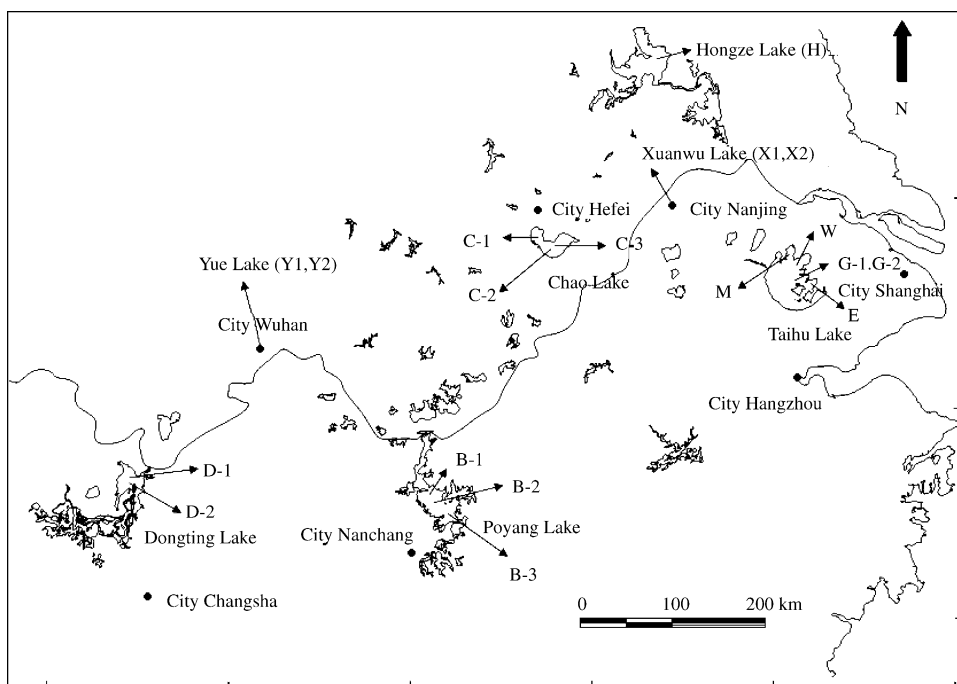 Hongze Lake (H)
N
Xuanwu Lake (X1,X2)
City Hefei
City Nanjing
C-1
C-3
W
Yue Lake (Y1,Y2)
G-1.G-2
C-2
Chao Lake
M
City Shanghai
E
City Wuhan
Taihu Lake
City Hangzhou
B-1
D-1
B-2
D-2
Dongting Lake
City Nanchang
Poyang Lake
B-3
City Changsha
0 100 200 km